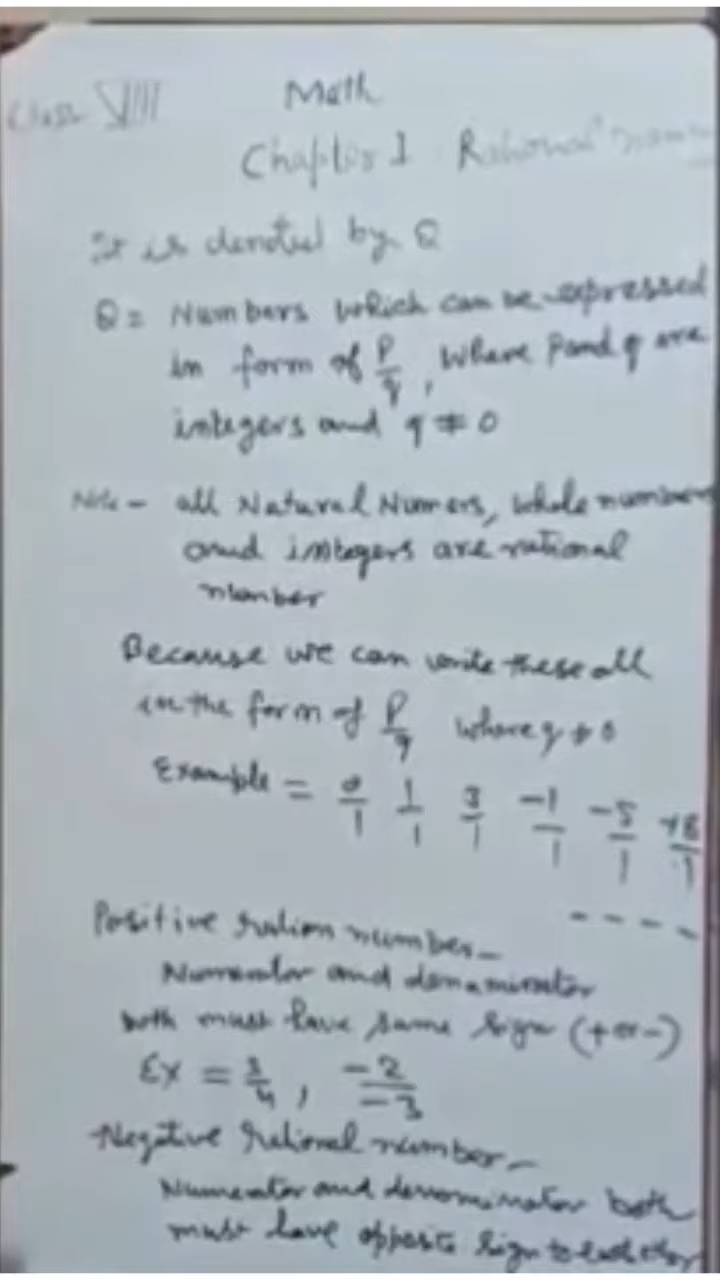 Class VIII Math
Chapter 1 Rational
It is denoted by Q
Q = Numbers which can be expressed
in form of P/q, where P and q are
integers and q ≠ 0
Note - all Natural Numers, whole number
and integers are rational
number
Because we can write these all
in the form of P/q where q ≠ 0
Example = 0/1 1/1 3/1 -1/1 -5/1 +8/1
- - - -
Positive ration number -
Numerator and denaminator
both must have same sign (+ or -)
Ex = 3/4, -2/-3
Negative rational number -
Numerator and denominator both
must have opposite sign to each other